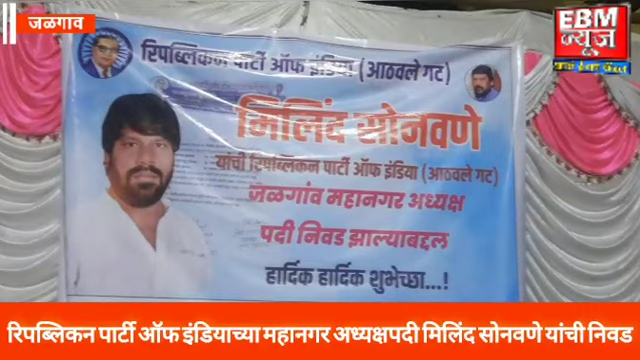 जळगाव
EBM
न्यूज
रिपब्लिकन पार्टी ऑफ इंडिया (आठवले गट)
मिलिंद सोनवणे
यांची रिपब्लिकन पार्टी ऑफ इंडिया (आठवले गट)
जळगांव महानगर अध्यक्ष
पदी निवड झाल्याबद्दल
हार्दिक हार्दिक शुभेच्छा...!
रिपब्लिकन पार्टी ऑफ इंडियाच्या महानगर अध्यक्षपदी मिलिंद सोनवणे यांची निवड